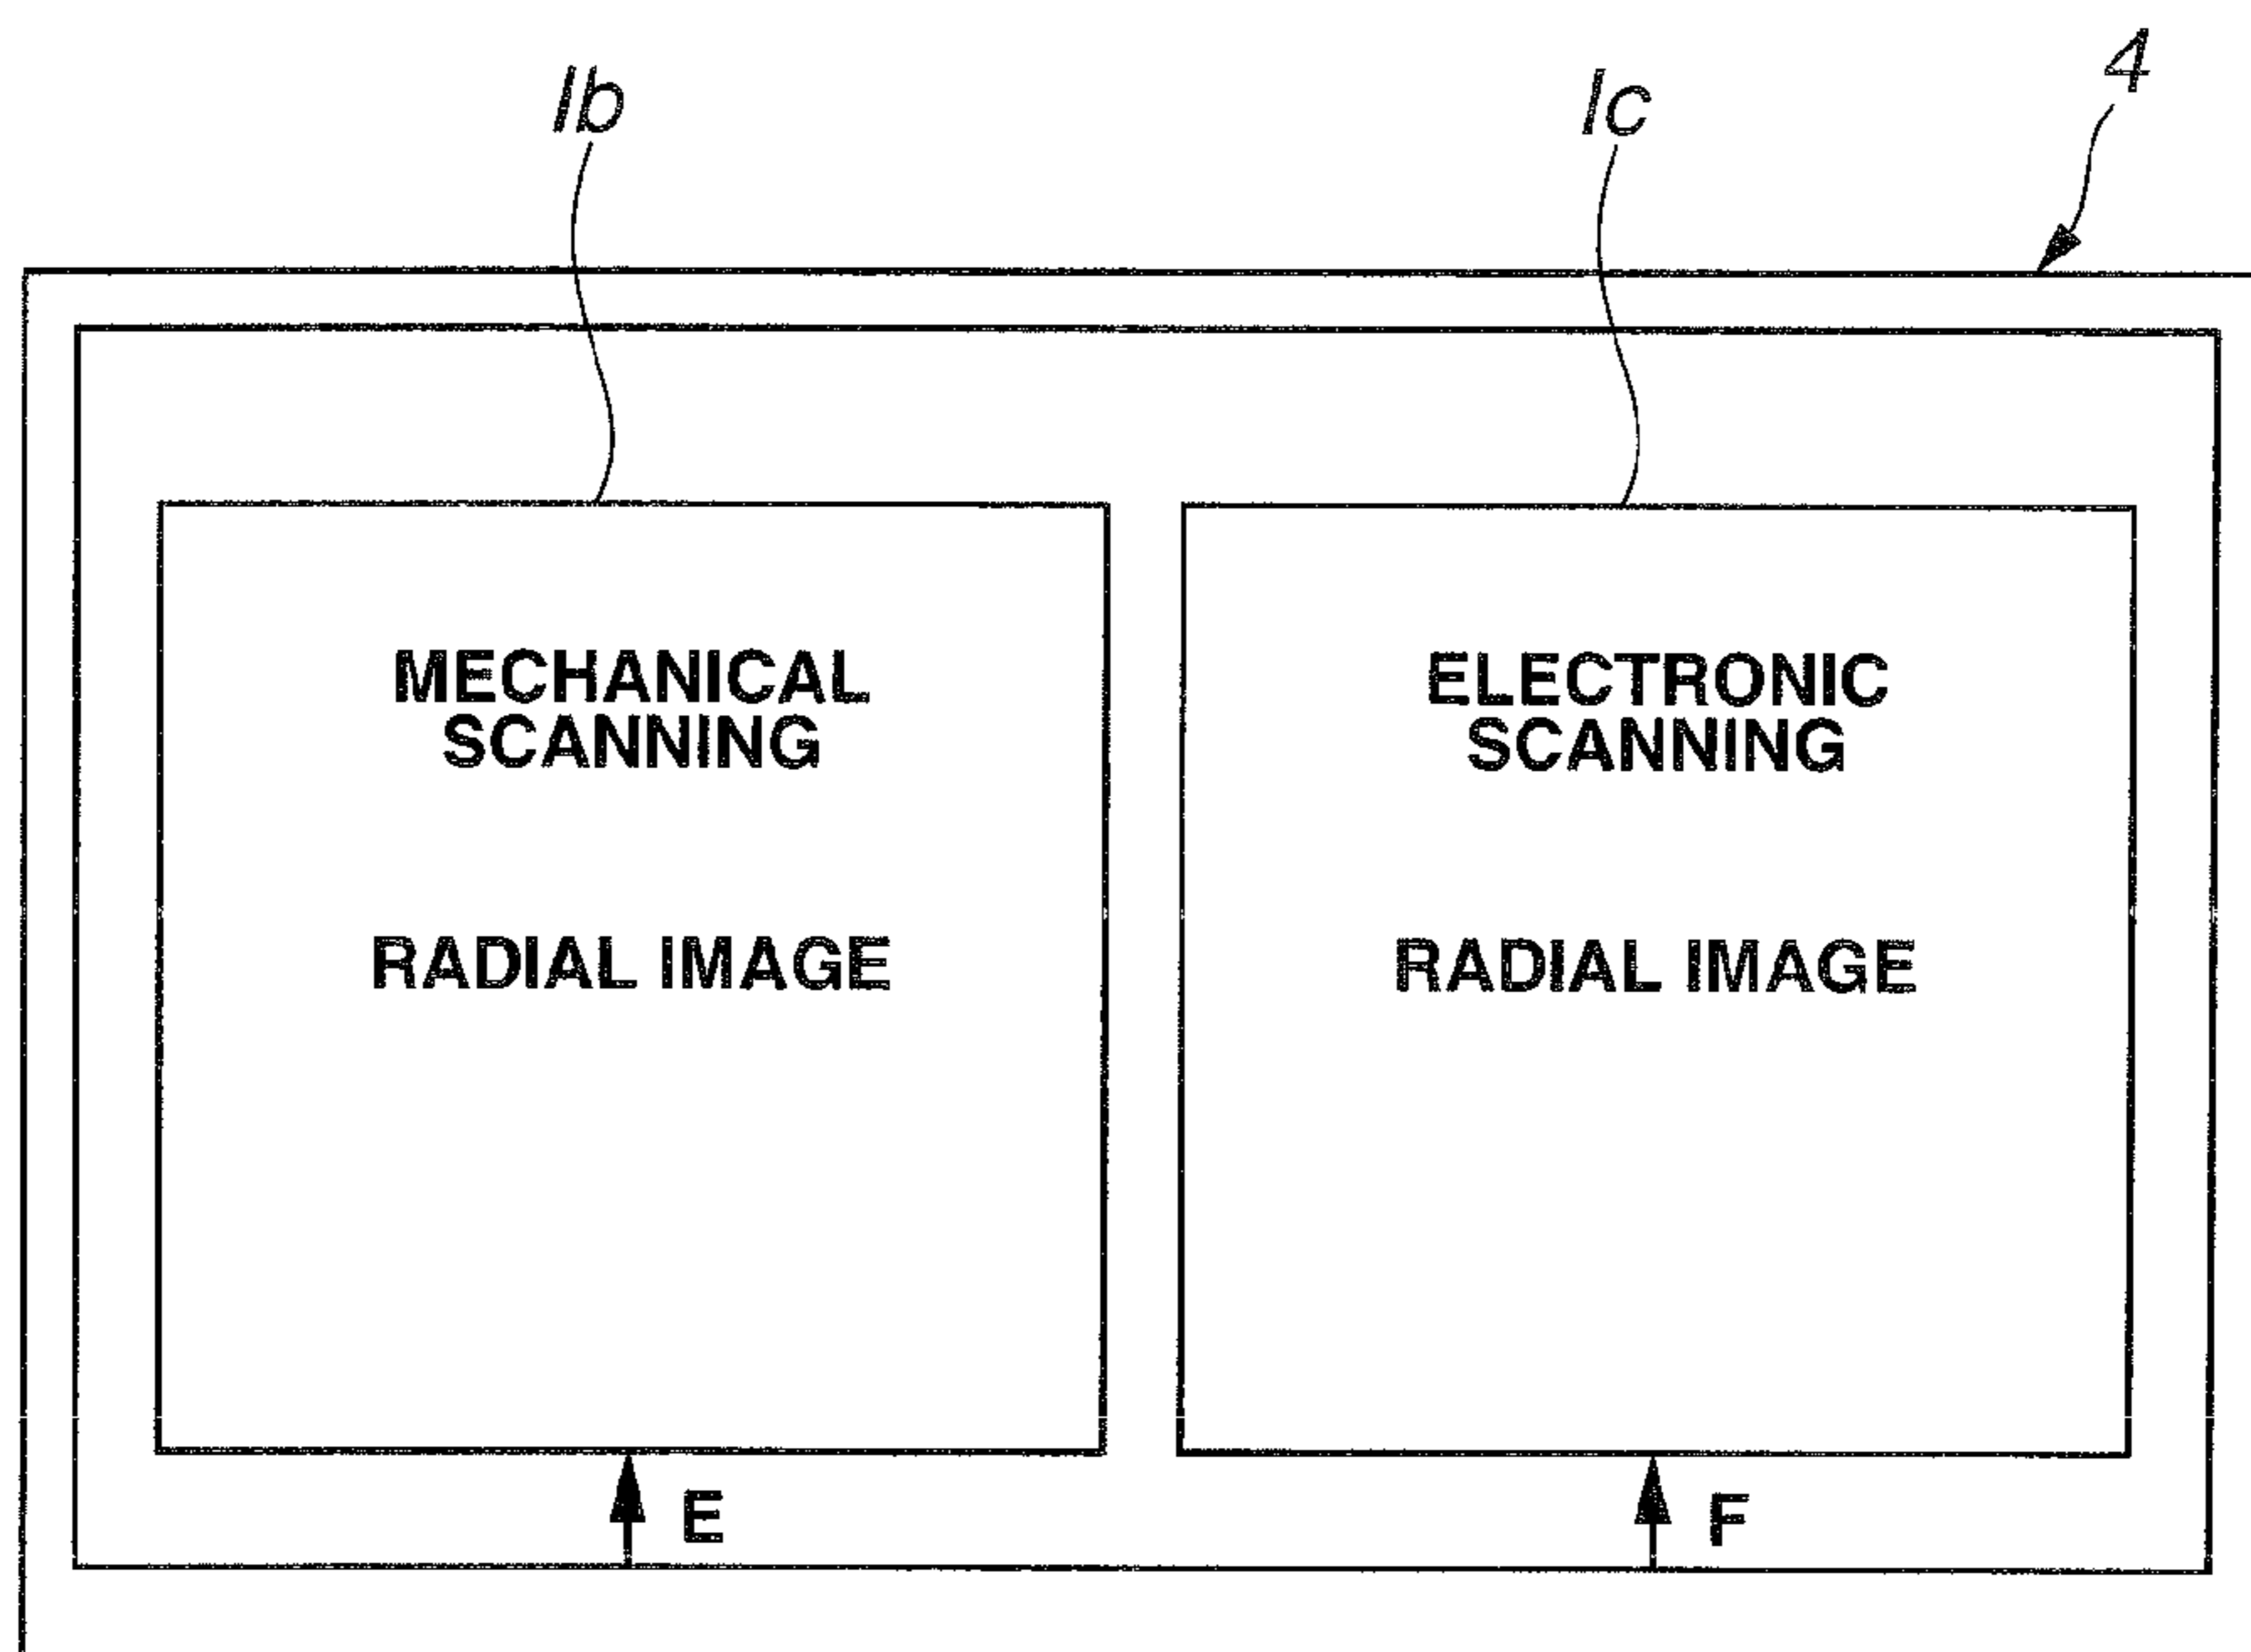 Ib
Ic
4
MECHANICAL
SCANNING
RADIAL IMAGE
ELECTRONIC
SCANNING
RADIAL IMAGE
E
F